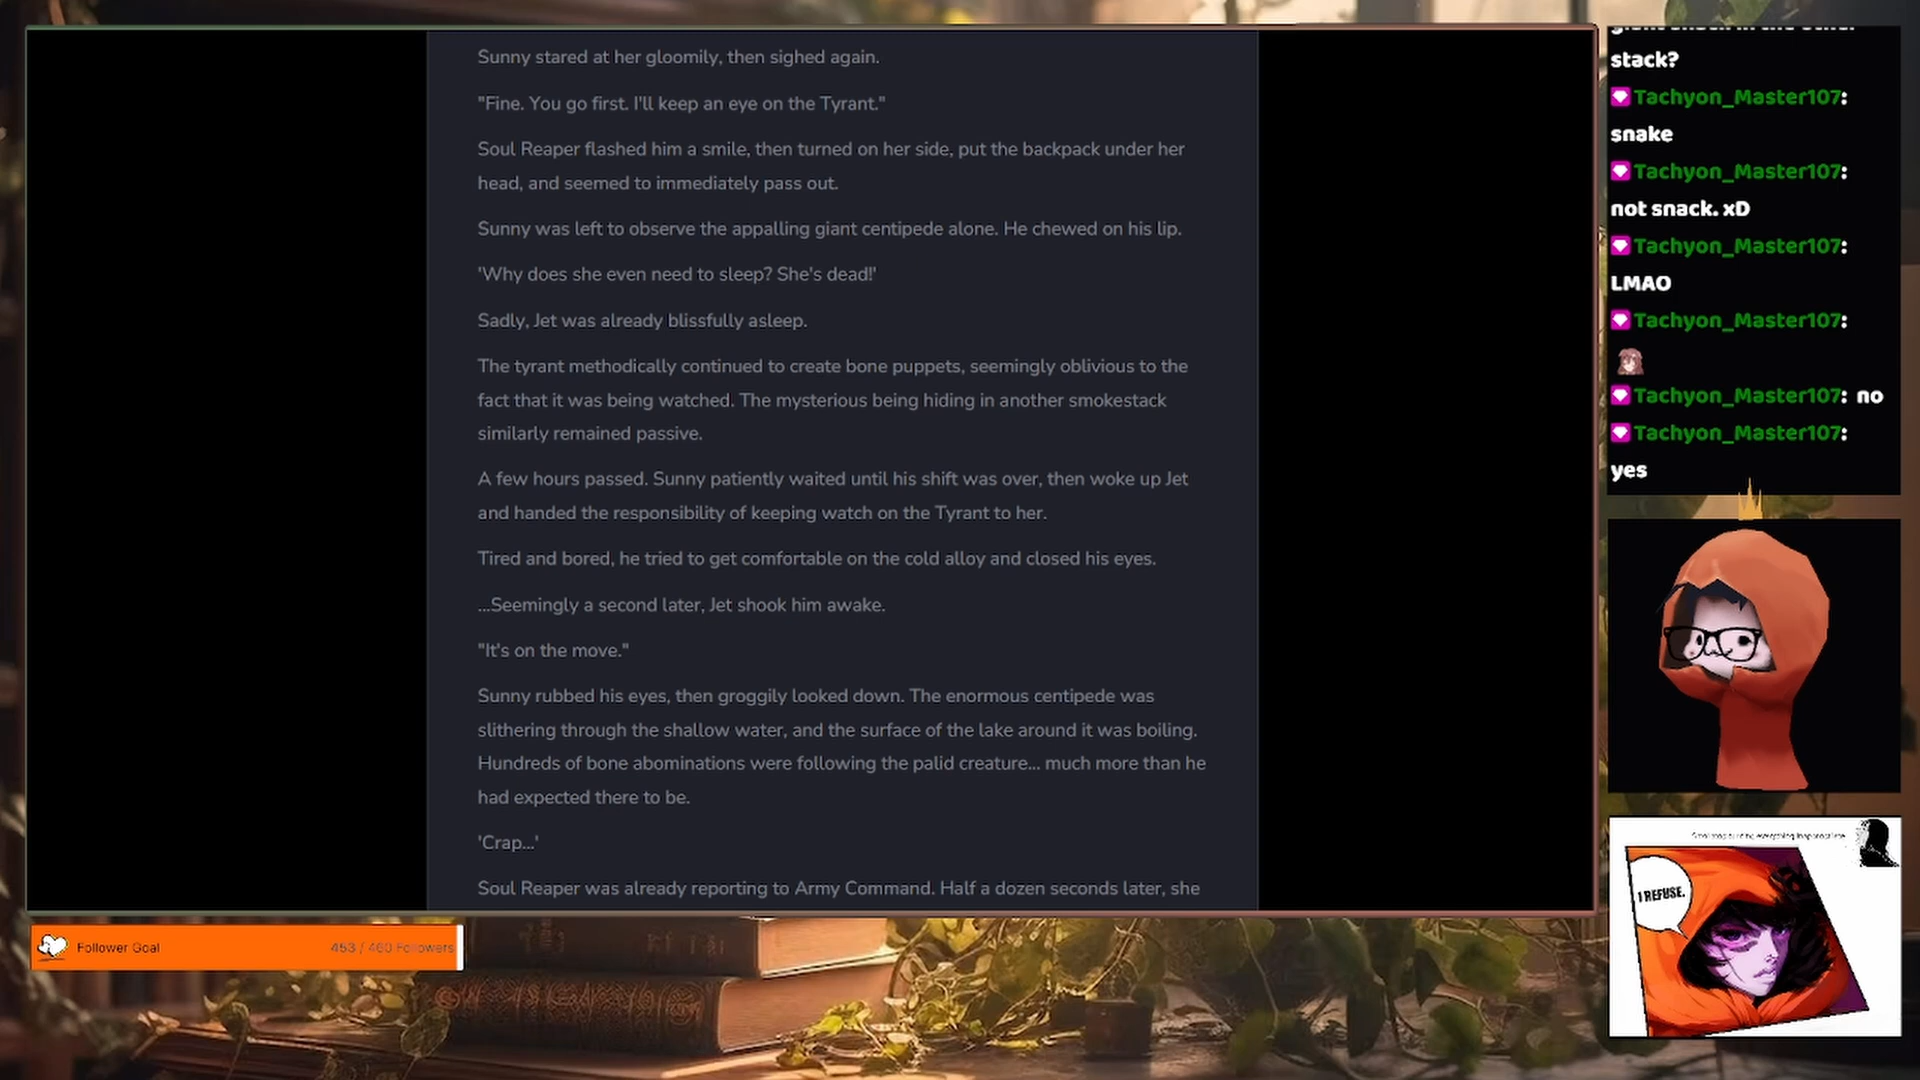 Sunny stared at her gloomily, then sighed again.
"Fine. You go first. I'll keep an eye on the Tyrant."
Soul Reaper flashed him a smile, then turned on her side, put the backpack under her
head, and seemed to immediately pass out.
Sunny was left to observe the appalling giant centipede alone. He chewed on his lip.
'Why does she even need to sleep? She's dead!'
Sadly, Jet was already blissfully asleep.
The tyrant methodically continued to create bone puppets, seemingly oblivious to the
fact that it was being watched. The mysterious being hiding in another smokestack
similarly remained passive.
A few hours passed. Sunny patiently waited until his shift was over, then woke up Jet
and handed the responsibility of keeping watch on the Tyrant to her.
Tired and bored, he tried to get comfortable on the cold alloy and closed his eyes.
...Seemingly a second later, Jet shook him awake.
"It's on the move."
Sunny rubbed his eyes, then groggily looked down. The enormous centipede was
slithering through the shallow water, and the surface of the lake around it was boiling.
Hundreds of bone abominations were following the palid creature... much more than he
had expected there to be.
'Crap...'
Soul Reaper was already reporting to Army Command. Half a dozen seconds later, she
stack?
Tachyon_Master107:
snake
Tachyon_Master107:
not snack. xD
Tachyon_Master107:
LMAO
Tachyon_Master107:
Tachyon_Master107: no
Tachyon_Master107:
yes
I REFUSE.
Follower Goal
453 / 460 Followers